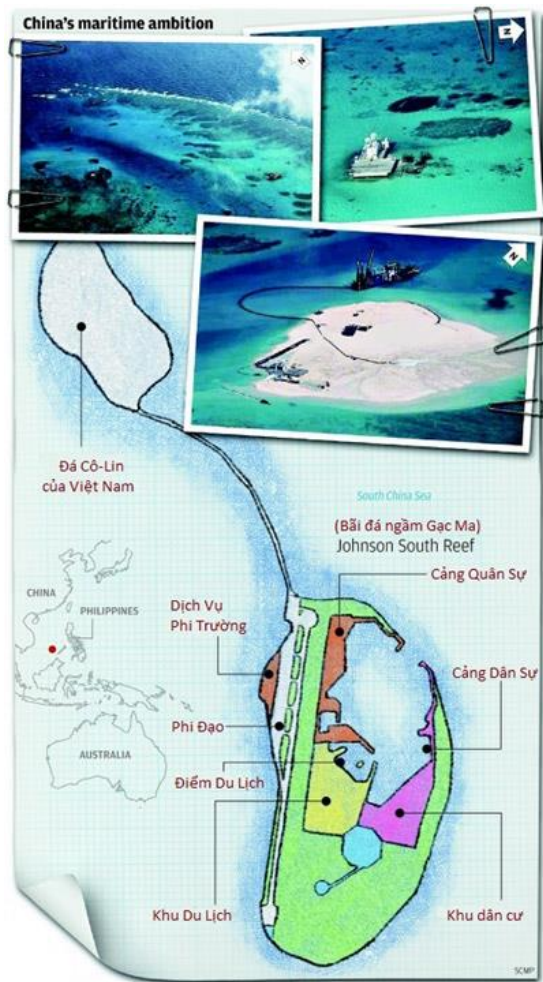 China's maritime ambition
N
N
N
Đá Cô-Lin
của Việt Nam
South China Sea
(Bãi đá ngầm Gạc Ma)
Johnson South Reef
Cảng Quân Sự
CHINA
PHILIPPINES
Dịch Vụ
Phi Trường
Cảng Dân Sự
Phi Đạo
AUSTRALIA
Điểm Du Lịch
Khu Du Lịch
Khu dân cư
SCMP